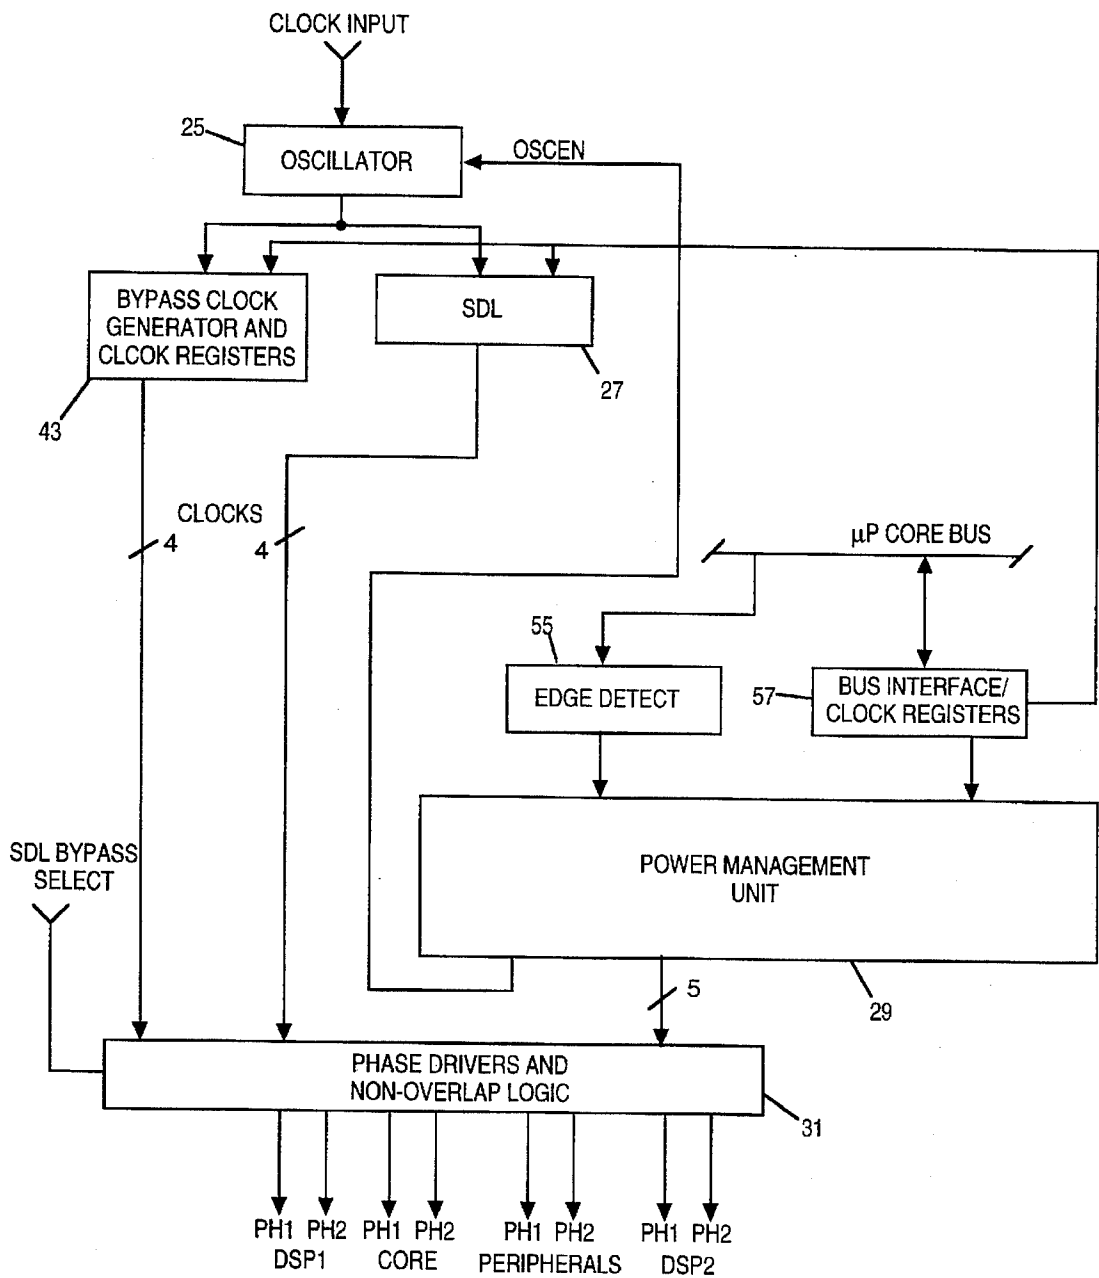 CLOCK INPUT
25
OSCILLATOR
OSCEN
BYPASS CLOCK
GENERATOR AND
CLCOK REGISTERS
SDL
27
43
CLOCKS
4
4
µP CORE BUS
55
EDGE DETECT
57
BUS INTERFACE/
CLOCK REGISTERS
SDL BYPASS
SELECT
POWER MANAGEMENT
UNIT
5
29
PHASE DRIVERS AND
NON-OVERLAP LOGIC
31
PH1 PH2 PH1 PH2 PH1 PH2 PH1 PH2
DSP1 CORE PERIPHERALS DSP2